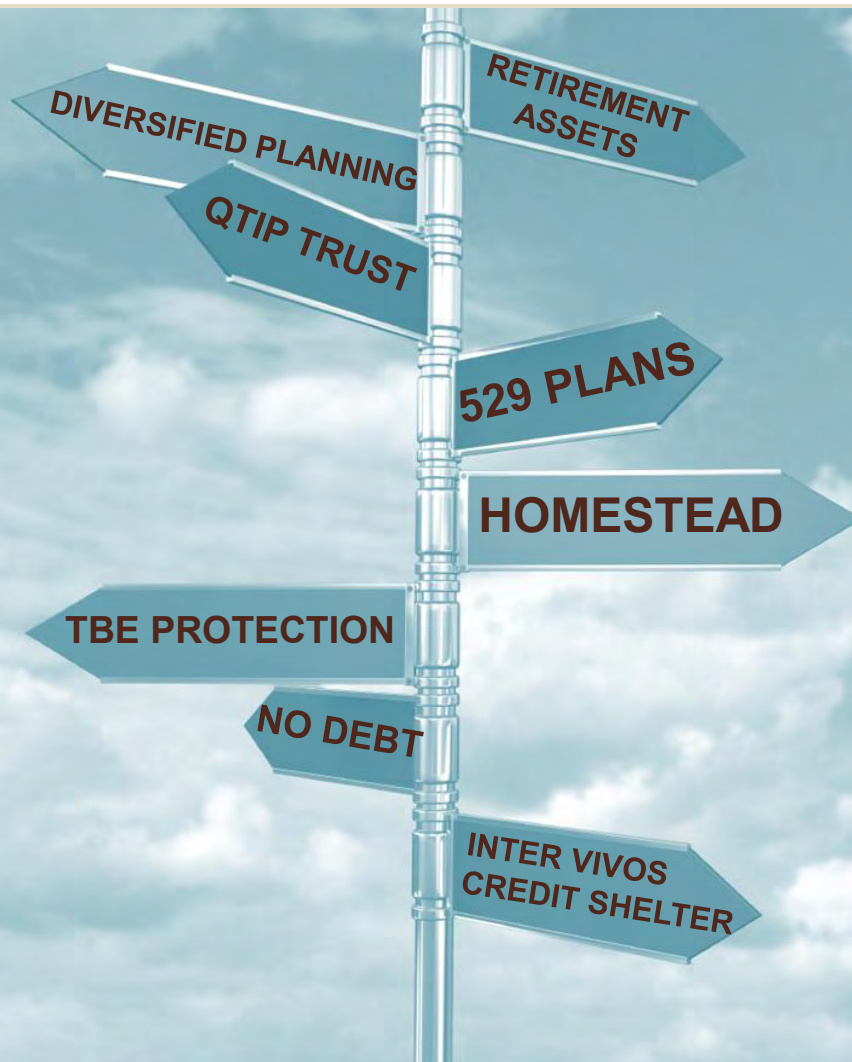 RETIREMENT
ASSETS
DIVERSIFIED PLANNING
QTIP TRUST
529 PLANS
HOMESTEAD
TBE PROTECTION
NO DEBT
INTER VIVOS
CREDIT SHELTER